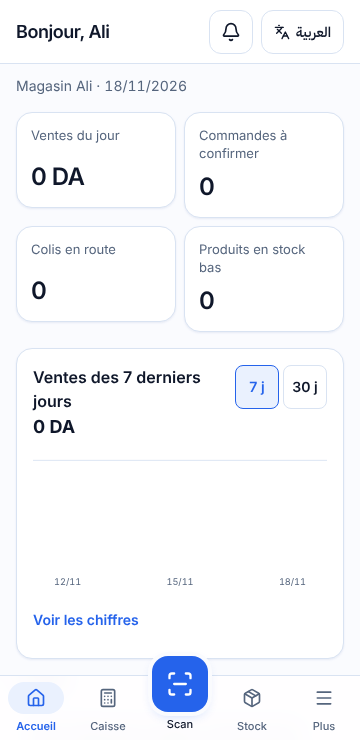 Bonjour, Ali
العربية
Magasin Ali · 18/11/2026
Ventes du jour
0 DA
Commandes à
confirmer
0
Colis en route
0
Produits en stock
bas
0
Ventes des 7 derniers
jours
0 DA
7 j
30 j
12/11
15/11
18/11
Voir les chiffres
Accueil
Caisse
Scan
Stock
Plus